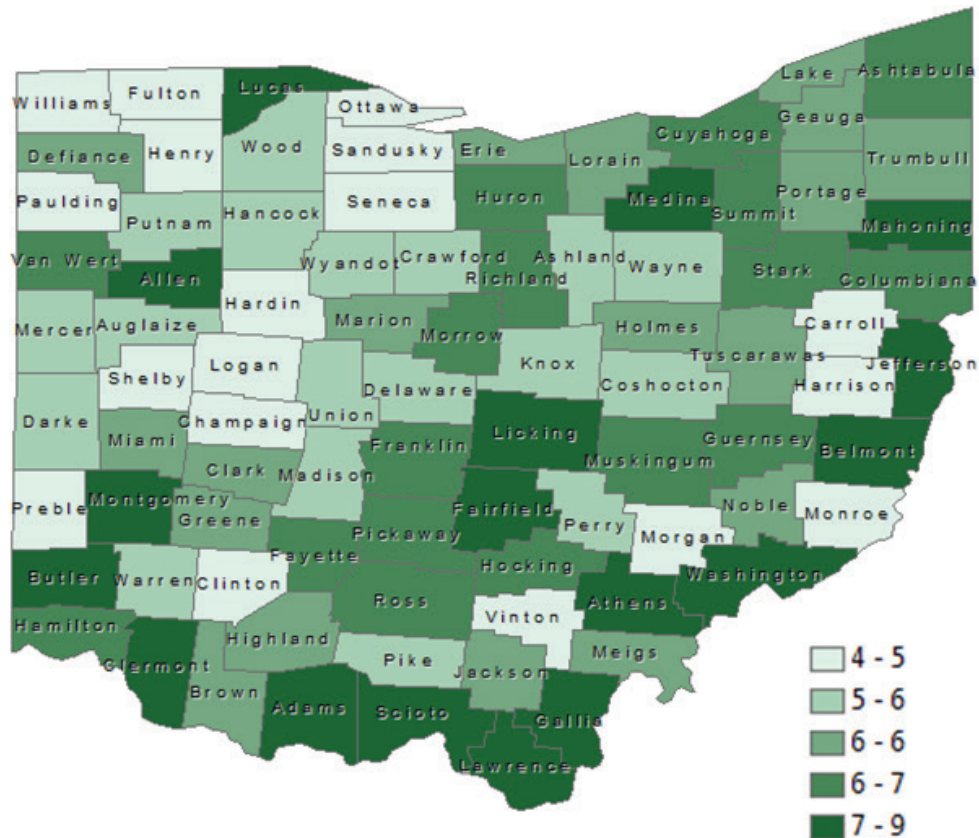 Ashtabula
Lake
Geauga
Lucas
Fulton
Williams
Ottawa
Cuyahoga
Wood
Henry
Sandusky
Erie
Lorain
Trumbull
Defiance
Portage
Medina
Huron
Seneca
Paulding
Summit
Hancock
Putnam
Mahoning
Van Wert
Wyandot
Crawford
Ashland
Wayne
Richland
Stark
Allen
Columbiana
Hardin
Marion
Mercer
Auglaize
Morrow
Holmes
Carroll
Tuscarawas
Logan
Knox
Jefferson
Shelby
Delaware
Coshocton
Harrison
Union
Champaign
Darke
Licking
Miami
Franklin
Guernsey
Belmont
Muskingum
Clark
Madison
Montgomery
Preble
Greene
Fairfield
Noble
Monroe
Perry
Pickaway
Morgan
Fayette
Hocking
Washington
Butler
Warren
Clinton
Ross
Athens
Vinton
Hamilton
Highland
Meigs
Clermont
Pike
Jackson
Brown
Adams
Scioto
Gallia
Lawrence
4 - 5
5 - 6
6 - 6
6 - 7
7 - 9